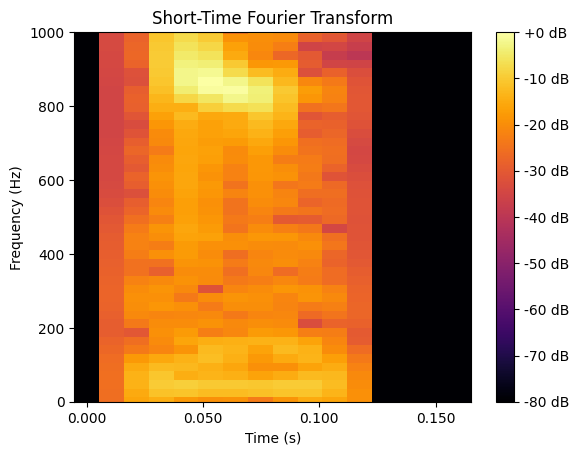 Short-Time Fourier Transform
1000
800
600
400
200
0
Frequency (Hz)
0.000
0.050
0.100
0.150
Time (s)
+0 dB
-10 dB
-20 dB
-30 dB
-40 dB
-50 dB
-60 dB
-70 dB
-80 dB